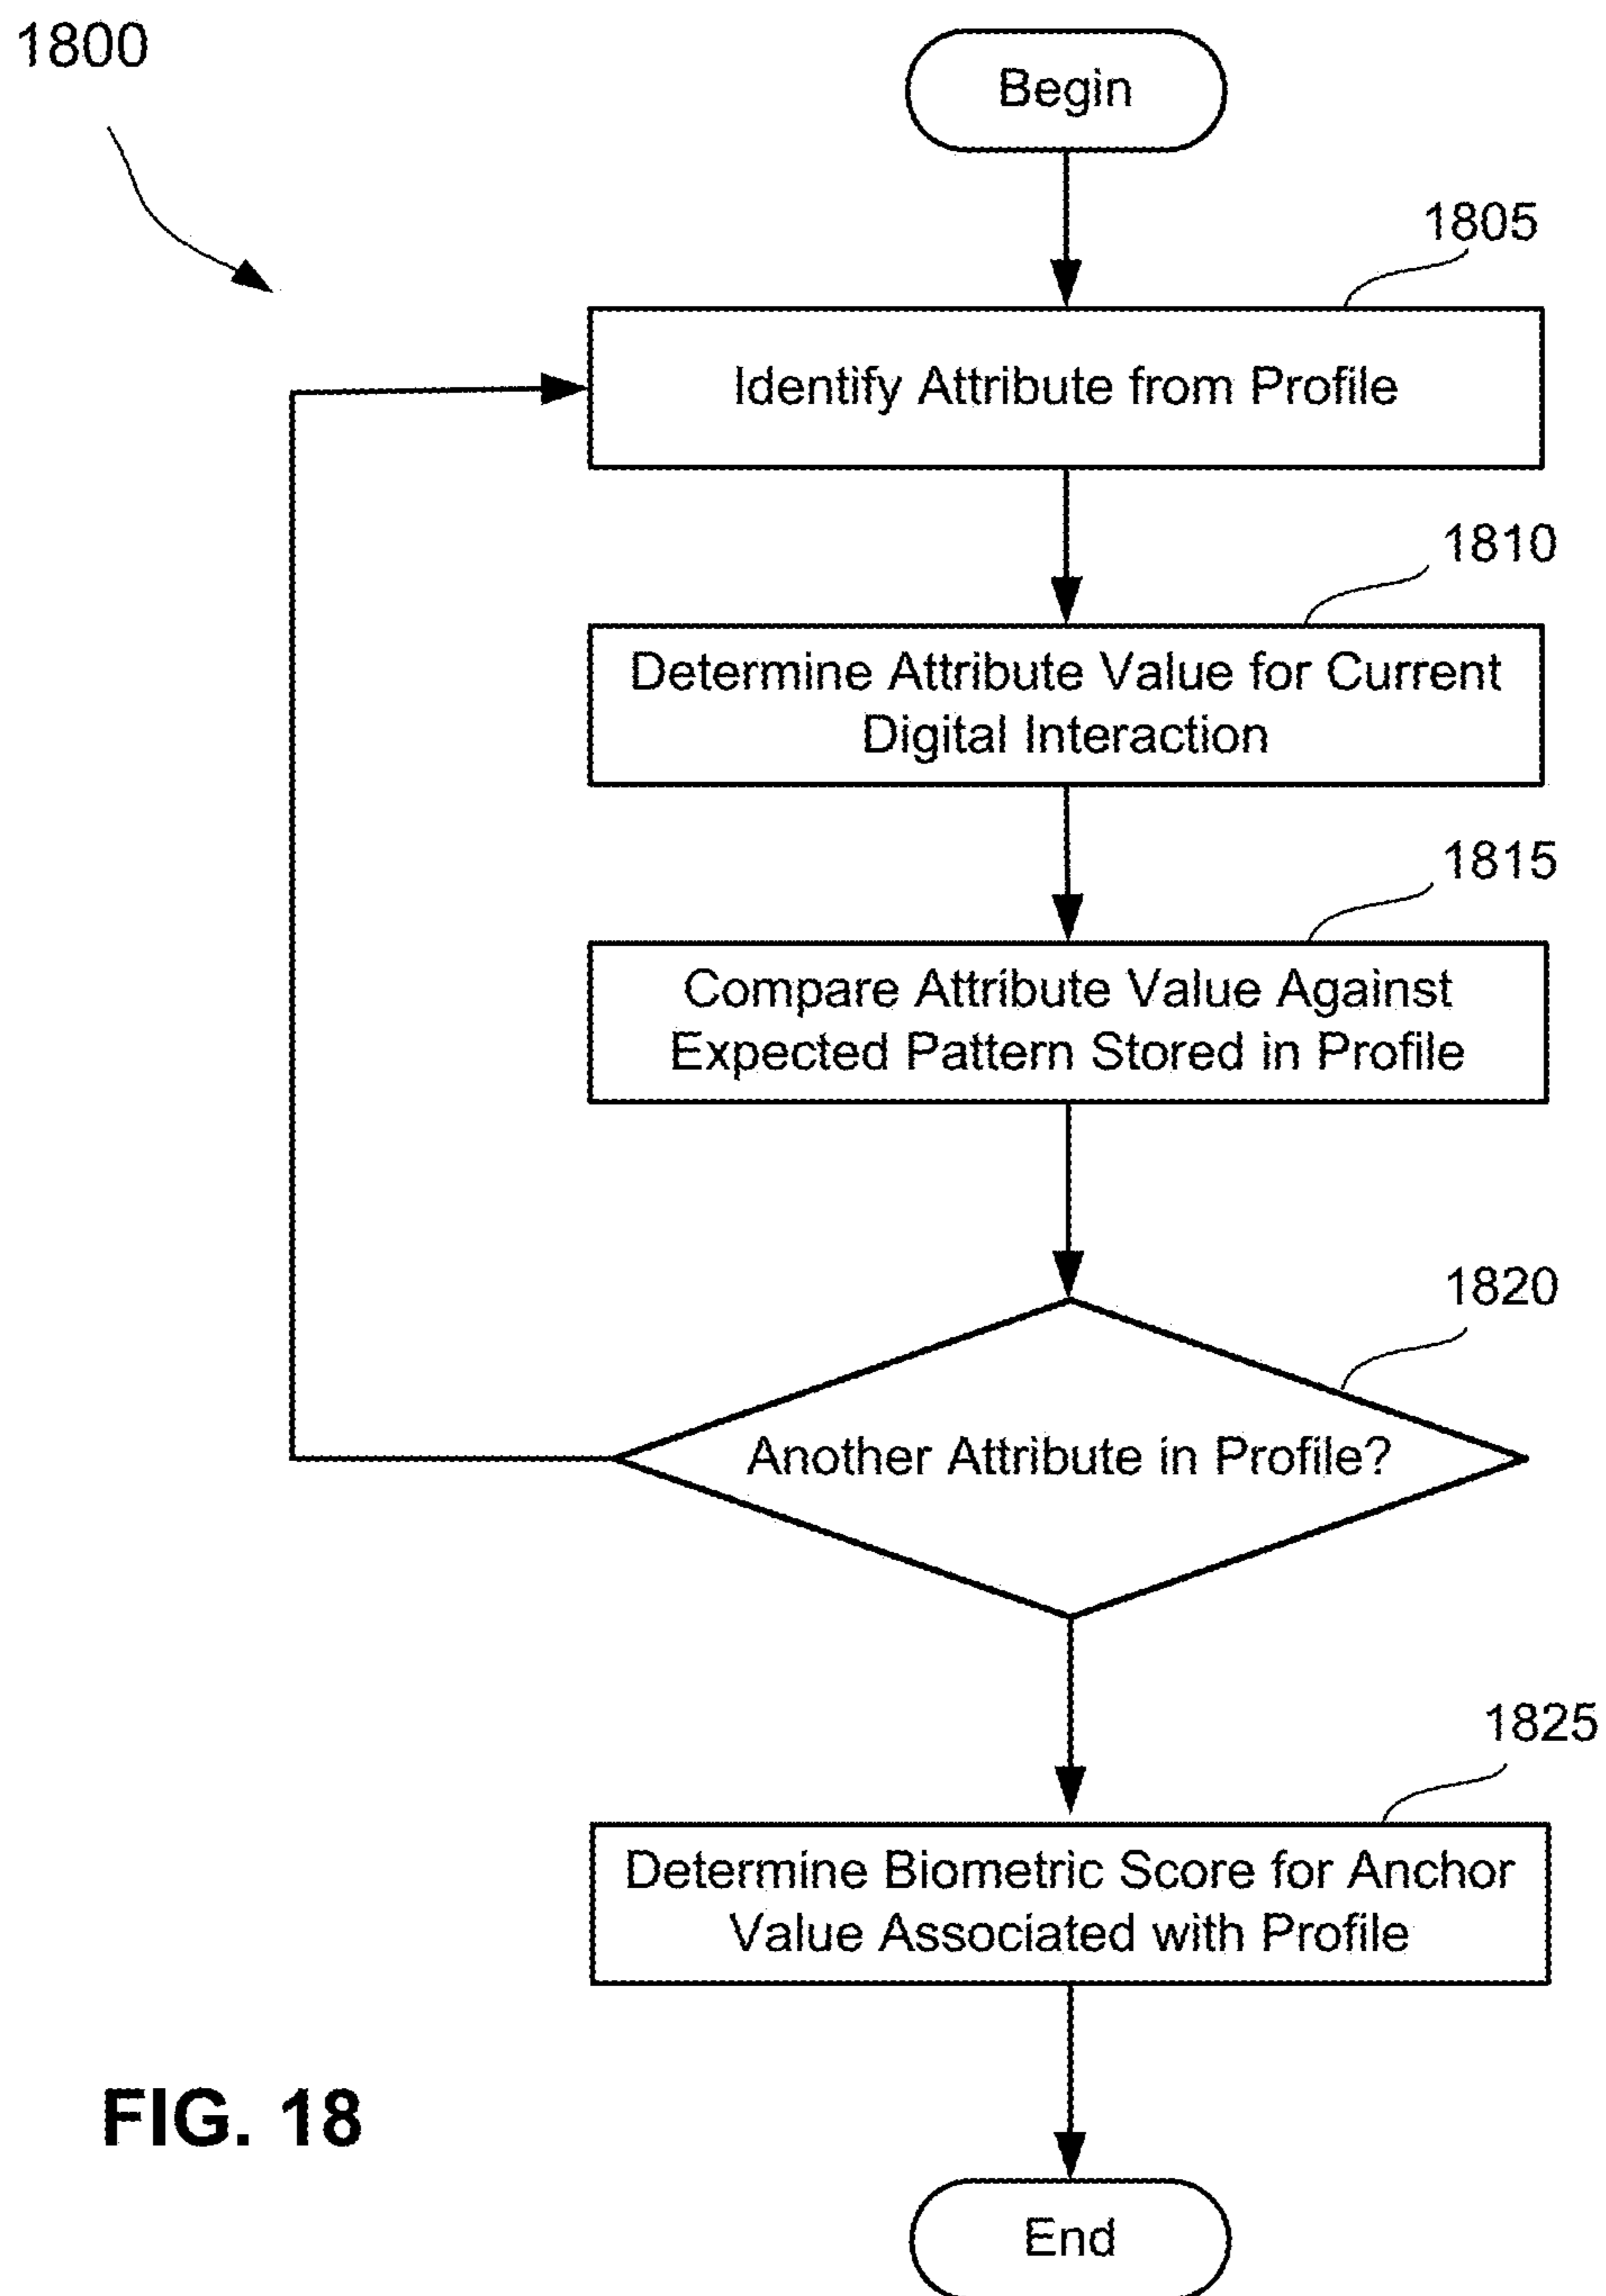 1800
Begin
1805
Identify Attribute from Profile
1810
Determine Attribute Value for Current
Digital Interaction
1815
Compare Attribute Value Against
Expected Pattern Stored in Profile
1820
Another Attribute in Profile?
1825
Determine Biometric Score for Anchor
Value Associated with Profile
FIG. 18
End